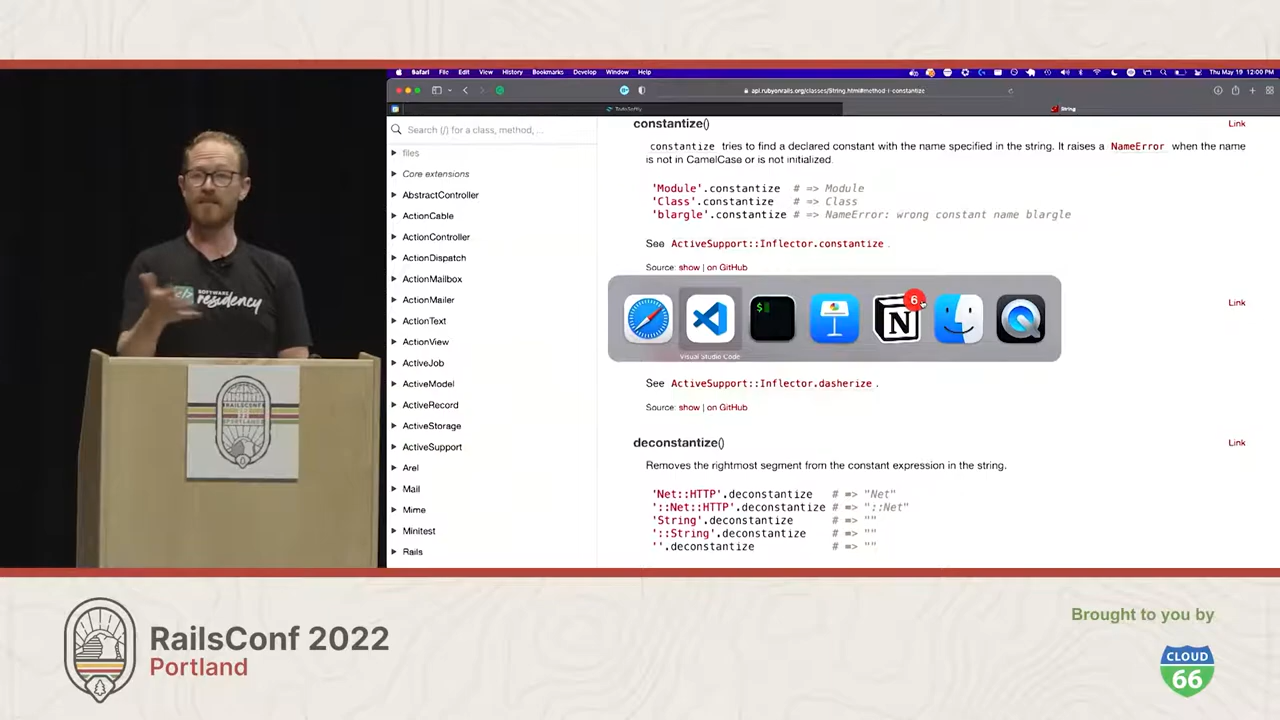 Safari File Edit View History Bookmarks Develop Window Help
Thu May 19 12:00 PM
api.rubyonrails.org/classes/String.html#method-i-constantize
String
Search (/) for a class, method, ...
files
Core extensions
AbstractController
ActionCable
ActionController
ActionDispatch
ActionMailbox
ActionMailer
ActionText
ActionView
ActiveJob
ActiveModel
ActiveRecord
ActiveStorage
ActiveSupport
Arel
Mail
Mime
Minitest
Rails
constantize() Link
constantize tries to find a declared constant with the name specified in the string. It raises a NameError when the name
is not in CamelCase or is not initialized.
'Module'.constantize # => Module
'Class'.constantize # => Class
'blargle'.constantize # => NameError: wrong constant name blargle
See ActiveSupport::Inflector.constantize .
Source: show | on GitHub
Link
$
N
6
Visual Studio Code
See ActiveSupport::Inflector.dasherize .
Source: show | on GitHub
deconstantize() Link
Removes the rightmost segment from the constant expression in the string.
'Net::HTTP'.deconstantize # => "Net"
'::Net::HTTP'.deconstantize # => "::Net"
'String'.deconstantize # => ""
'::String'.deconstantize # => ""
''.deconstantize # => ""
SOFTWARE
residency
RAILSCONF
PORTLAND
RailsConf 2022
Portland
Brought to you by
CLOUD
66